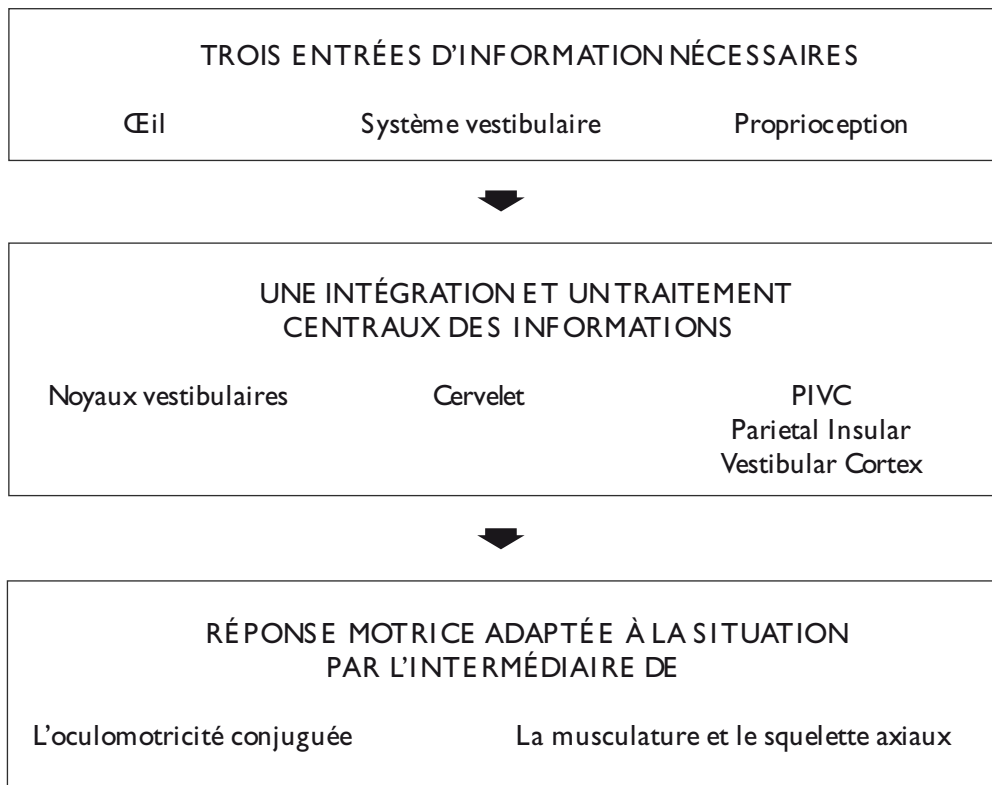 TROIS ENTRÉES D'INFORMATION NÉCESSAIRES
Œil Système vestibulaire Proprioception
UNE INTÉGRATION ET UN TRAITEMENT
CENTRAUX DES INFORMATIONS
Noyaux vestibulaires Cervelet PIVC
Parietal Insular
Vestibular Cortex
RÉPONSE MOTRICE ADAPTÉE À LA SITUATION
PAR L'INTERMÉDIAIRE DE
L'oculomotricité conjuguée La musculature et le squelette axiaux